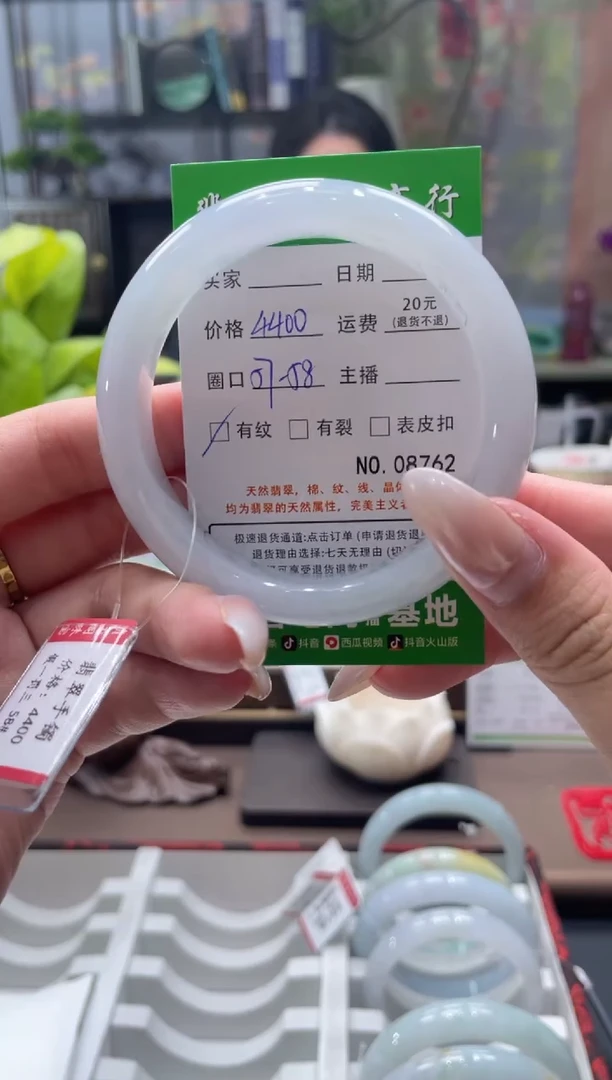 行
买家 日期
价格 4400 运费 20元
(退货不退)
圈口 57-58 主播
有纹 有裂 表皮扣
NO.08762
天然翡翠，棉、纹、线、晶体
均为翡翠的天然属性，完美主义者
极速退货通道:点击订单(申请退货退
退货理由选择:七天无理由(切
基地
抖音 西瓜视频 抖音火山版
翡翠手镯
价格:4400
58#